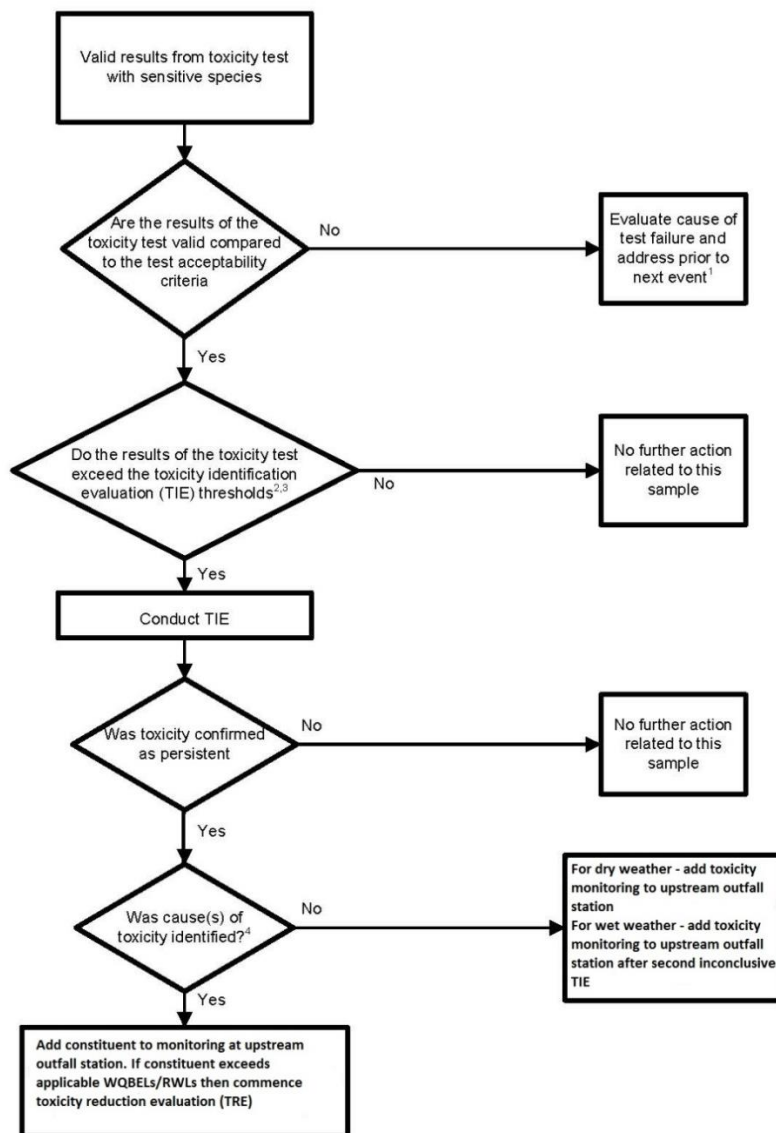 Valid results from toxicity test
with sensitive species
Are the results of the
toxicity test valid compared
to the test acceptability
criteria
No
Evaluate cause of
test failure and
address prior to
next event¹
Yes
Do the results of the toxicity test
exceed the toxicity identification
evaluation (TIE) thresholds²,³
No
No further action
related to this
sample
Yes
Conduct TIE
Was toxicity confirmed
as persistent
No
No further action
related to this
sample
Yes
Was cause(s) of
toxicity identified?⁴
No
For dry weather - add toxicity
monitoring to upstream outfall
station
For wet weather - add toxicity
monitoring to upstream outfall
station after second inconclusive
TIE
Yes
Add constituent to monitoring at upstream
outfall station. If constituent exceeds
applicable WQBELs/RWLs then commence
toxicity reduction evaluation (TRE)